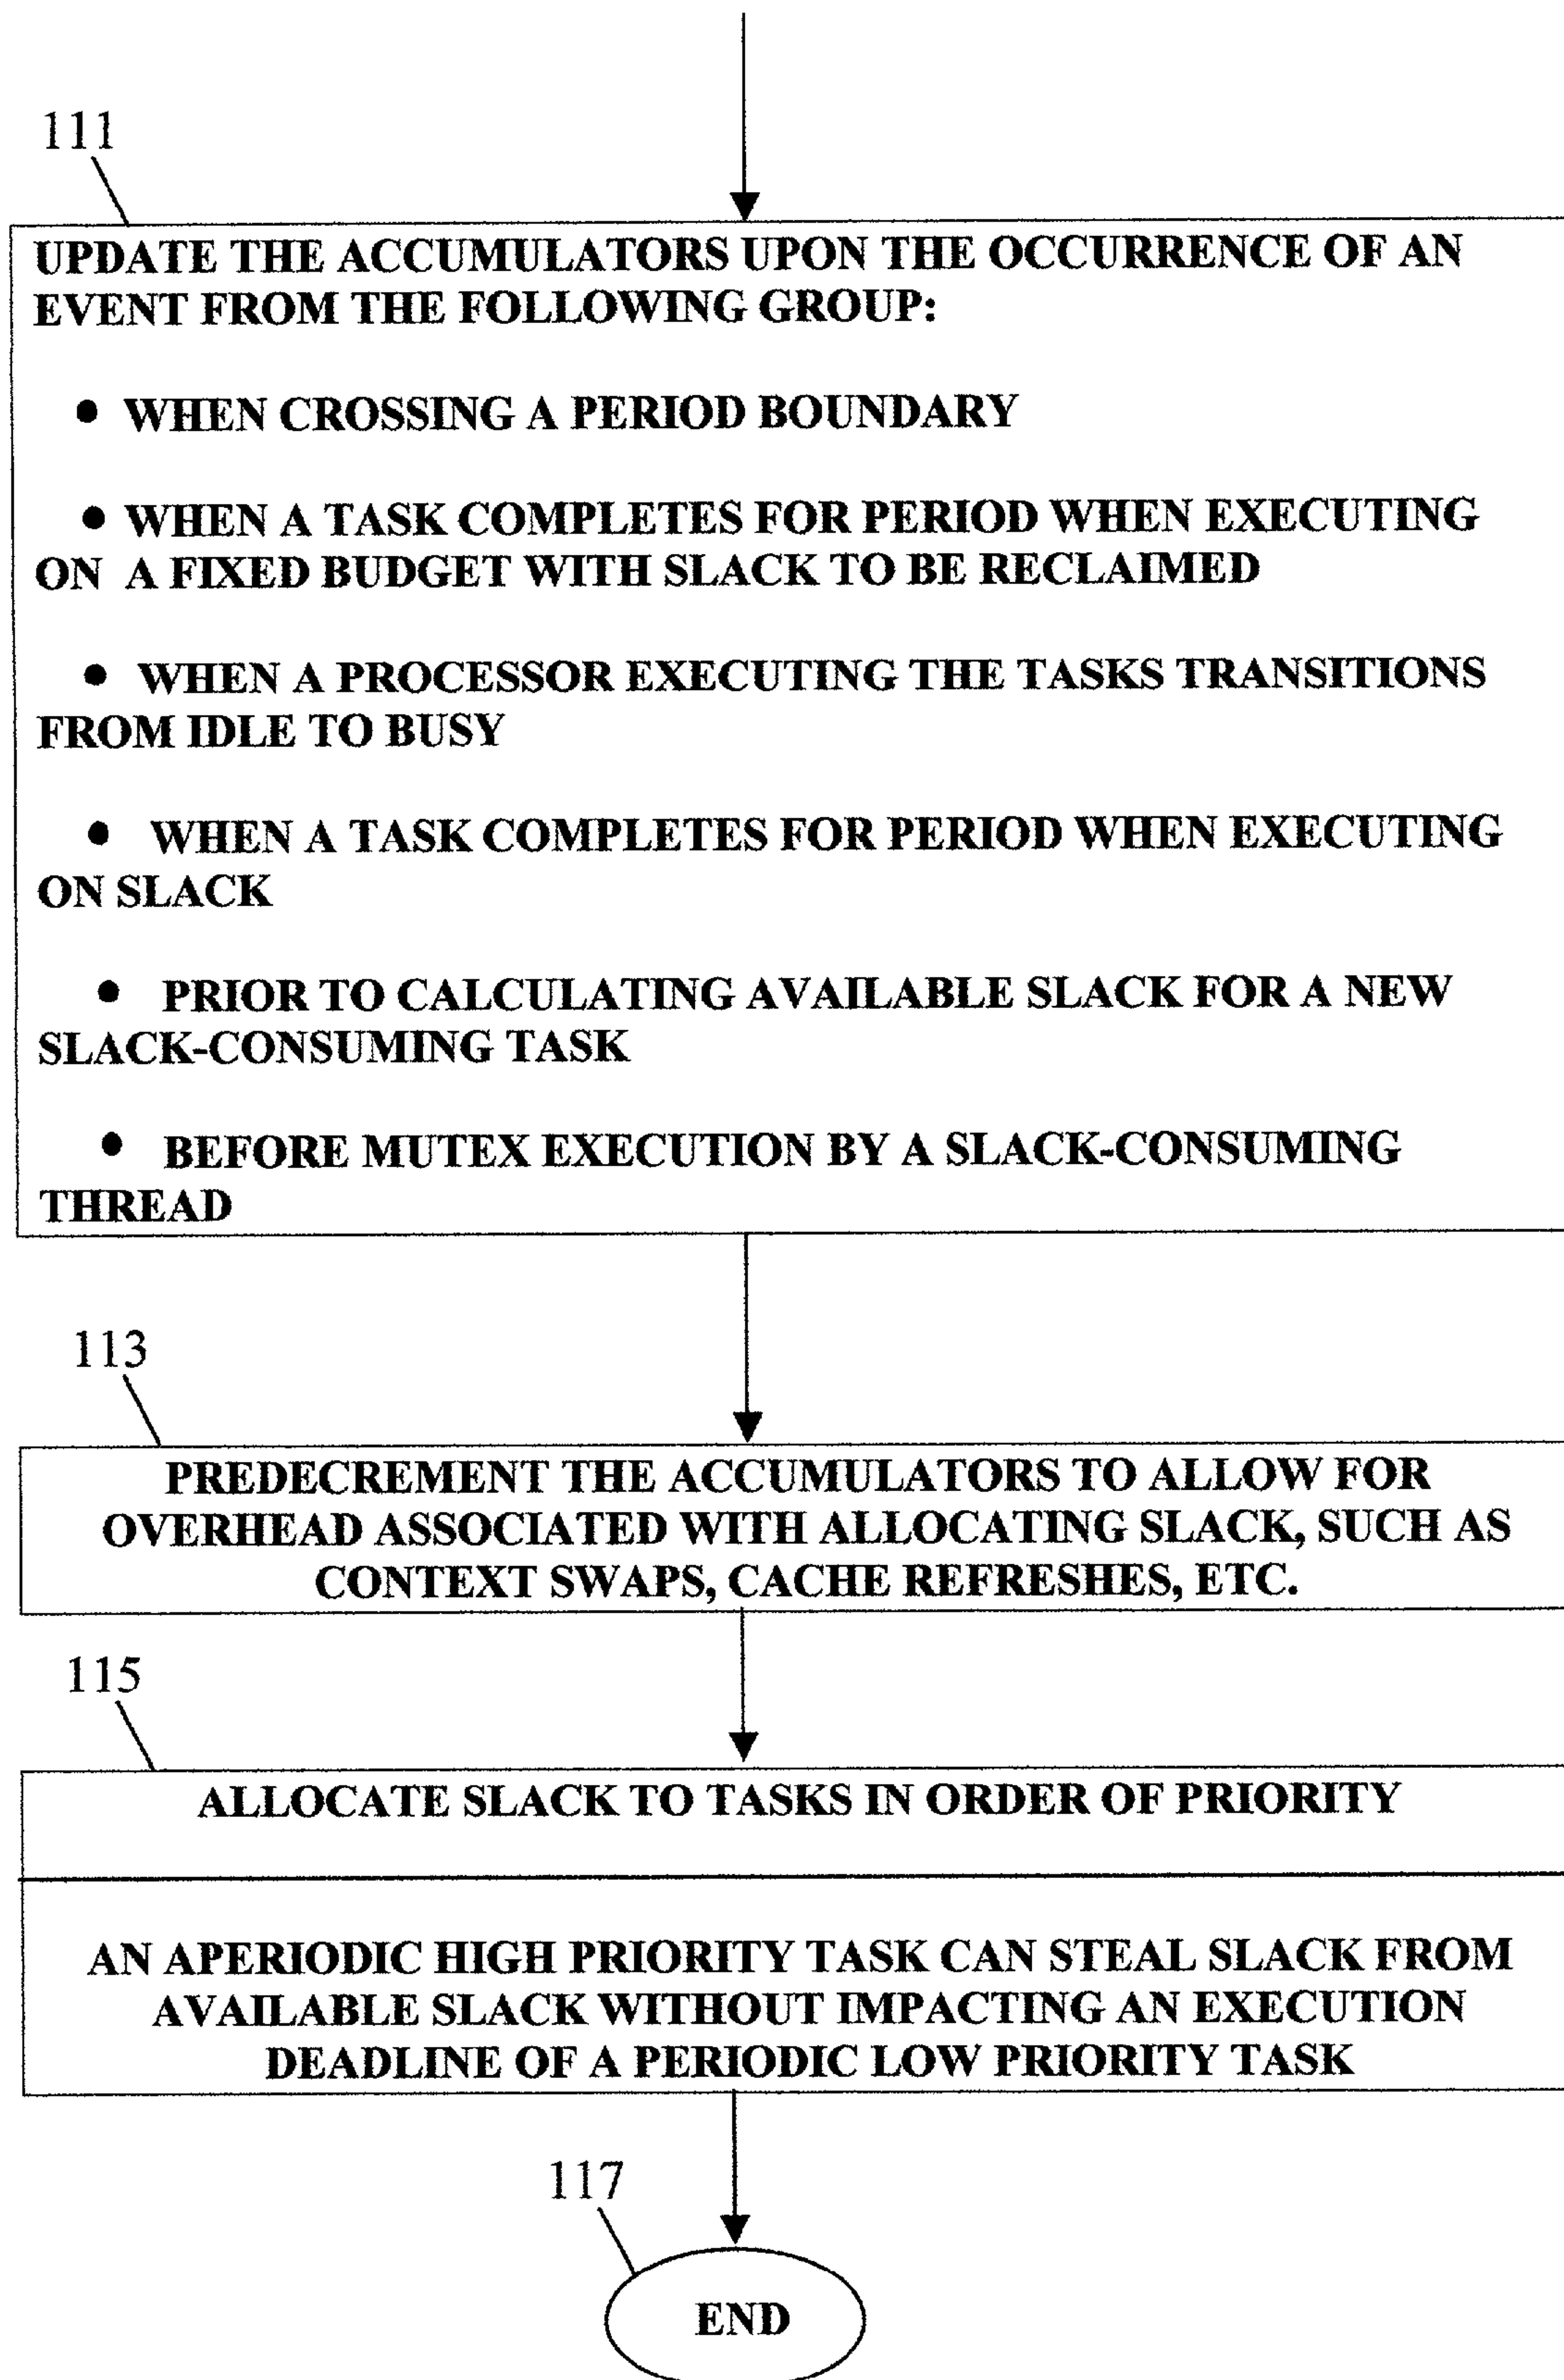 111
UPDATE THE ACCUMULATORS UPON THE OCCURRENCE OF AN
EVENT FROM THE FOLLOWING GROUP:
● WHEN CROSSING A PERIOD BOUNDARY
● WHEN A TASK COMPLETES FOR PERIOD WHEN EXECUTING
ON A FIXED BUDGET WITH SLACK TO BE RECLAIMED
● WHEN A PROCESSOR EXECUTING THE TASKS TRANSITIONS
FROM IDLE TO BUSY
● WHEN A TASK COMPLETES FOR PERIOD WHEN EXECUTING
ON SLACK
● PRIOR TO CALCULATING AVAILABLE SLACK FOR A NEW
SLACK-CONSUMING TASK
● BEFORE MUTEX EXECUTION BY A SLACK-CONSUMING
THREAD
113
PREDECREMENT THE ACCUMULATORS TO ALLOW FOR
OVERHEAD ASSOCIATED WITH ALLOCATING SLACK, SUCH AS
CONTEXT SWAPS, CACHE REFRESHES, ETC.
115
ALLOCATE SLACK TO TASKS IN ORDER OF PRIORITY
AN APERIODIC HIGH PRIORITY TASK CAN STEAL SLACK FROM
AVAILABLE SLACK WITHOUT IMPACTING AN EXECUTION
DEADLINE OF A PERIODIC LOW PRIORITY TASK
117
END